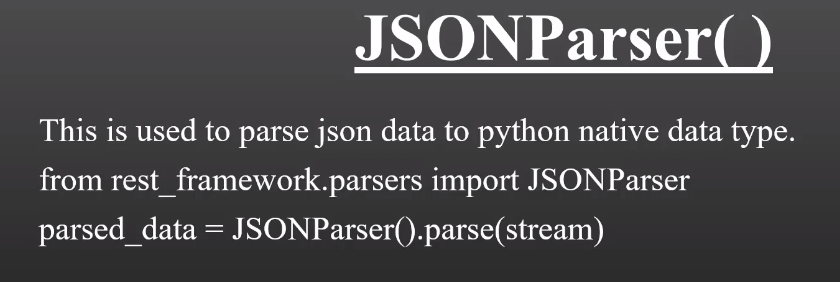 JSONParser( )
This is used to parse json data to python native data type.
from rest_framework.parsers import JSONParser
parsed_data = JSONParser().parse(stream)